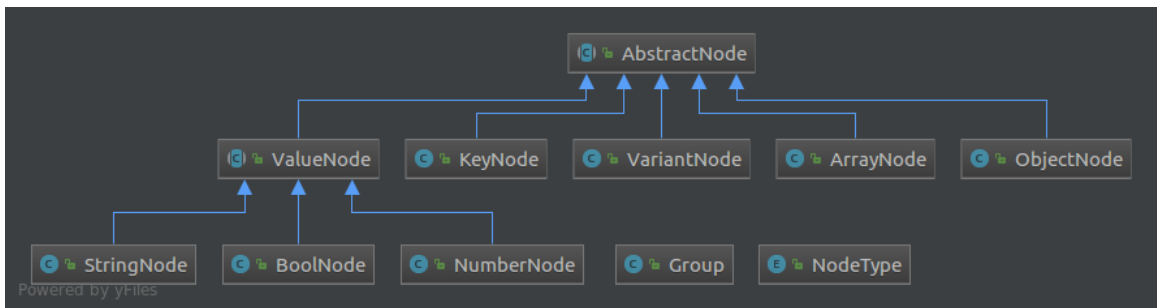 AbstractNode
ValueNode KeyNode VariantNode ArrayNode ObjectNode
StringNode BoolNode NumberNode Group NodeType
Powered by yFiles